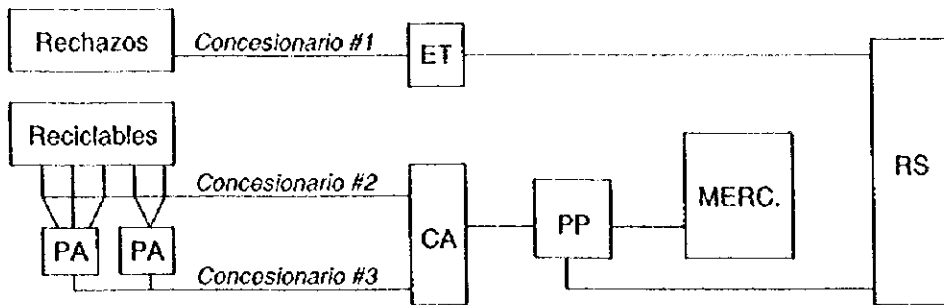 Rechazos
Concesionario #1
ET
Reciclables
Concesionario #2
PA
PA
Concesionario #3
CA
PP
MERC.
RS